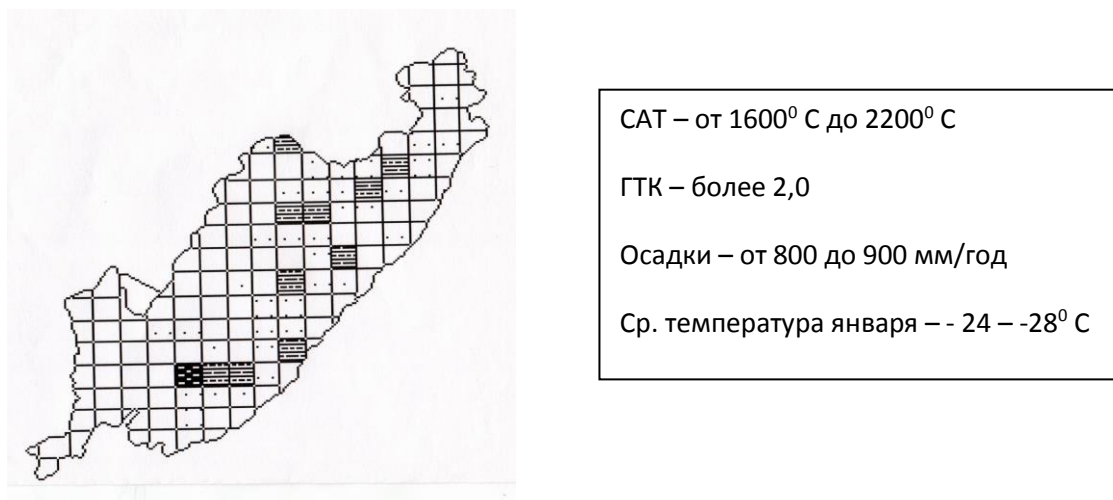 САТ – от 1600⁰ С до 2200⁰ С
ГТК – более 2,0
Осадки – от 800 до 900 мм/год
Ср. температура января – - 24 – -28⁰ С